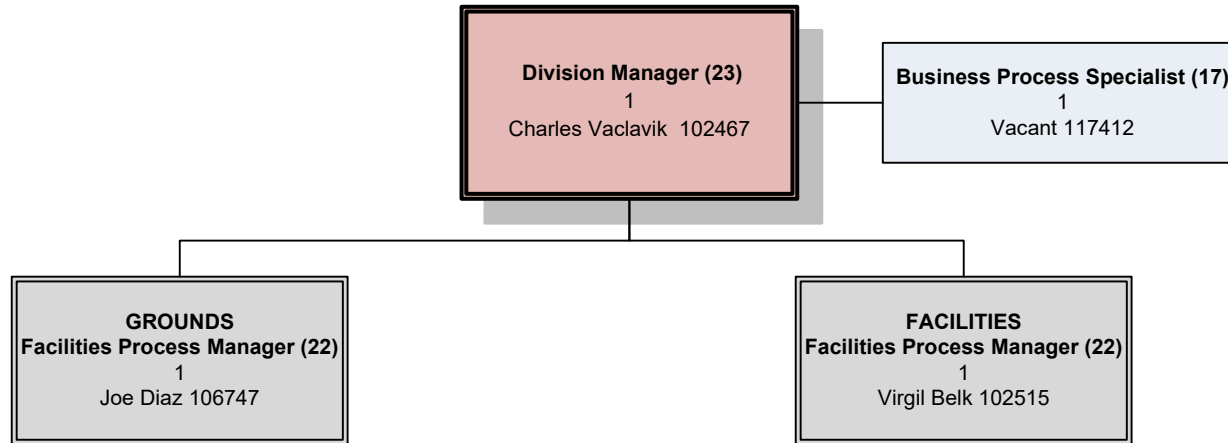 Division Manager (23)
1
Charles Vaclavik 102467
Business Process Specialist (17)
1
Vacant 117412
GROUNDS
Facilities Process Manager (22)
1
Joe Diaz 106747
FACILITIES
Facilities Process Manager (22)
1
Virgil Belk 102515